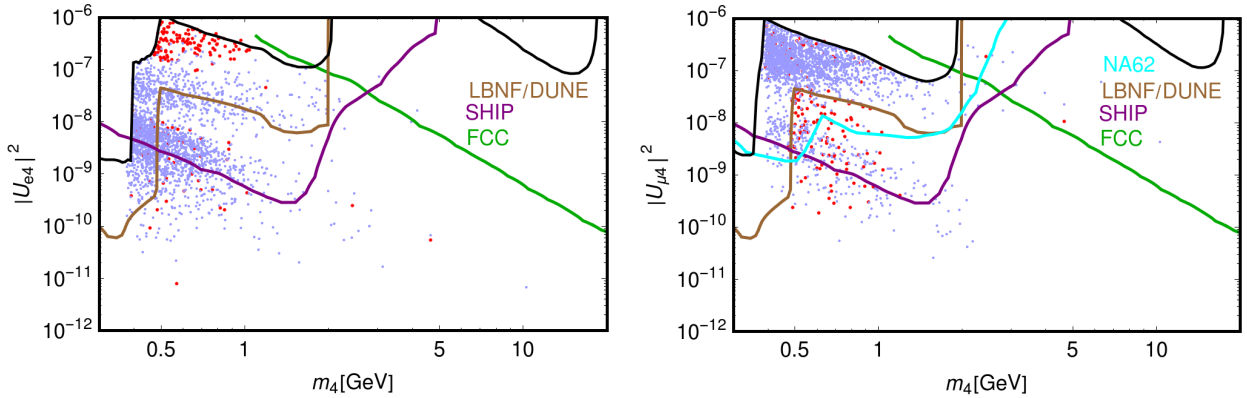 10^-6
10^-7
10^-8
10^-9
10^-10
10^-11
10^-12
|U_e4|^2
LBNF/DUNE
SHIP
FCC
0.5 1 5 10
m_4[GeV]
10^-6
10^-7
10^-8
10^-9
10^-10
10^-11
10^-12
|U_μ4|^2
NA62
LBNF/DUNE
SHIP
FCC
0.5 1 5 10
m_4[GeV]